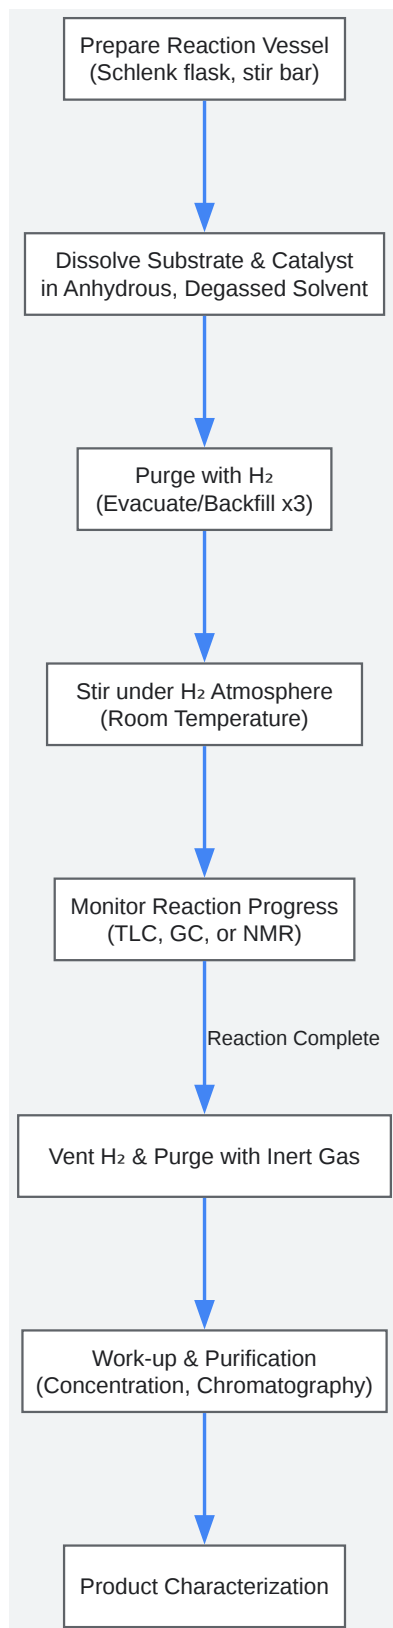 Prepare Reaction Vessel
(Schlenk flask, stir bar)
Dissolve Substrate & Catalyst
in Anhydrous, Degassed Solvent
Purge with H₂
(Evacuate/Backfill x3)
Stir under H₂ Atmosphere
(Room Temperature)
Monitor Reaction Progress
(TLC, GC, or NMR)
Reaction Complete
Vent H₂ & Purge with Inert Gas
Work-up & Purification
(Concentration, Chromatography)
Product Characterization